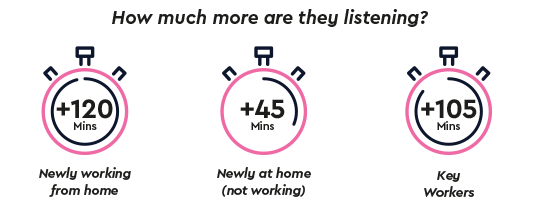 How much more are they listening?
+120
Mins
+45
Mins
+105
Mins
Newly working
from home
Newly at home
(not working)
Key
Workers